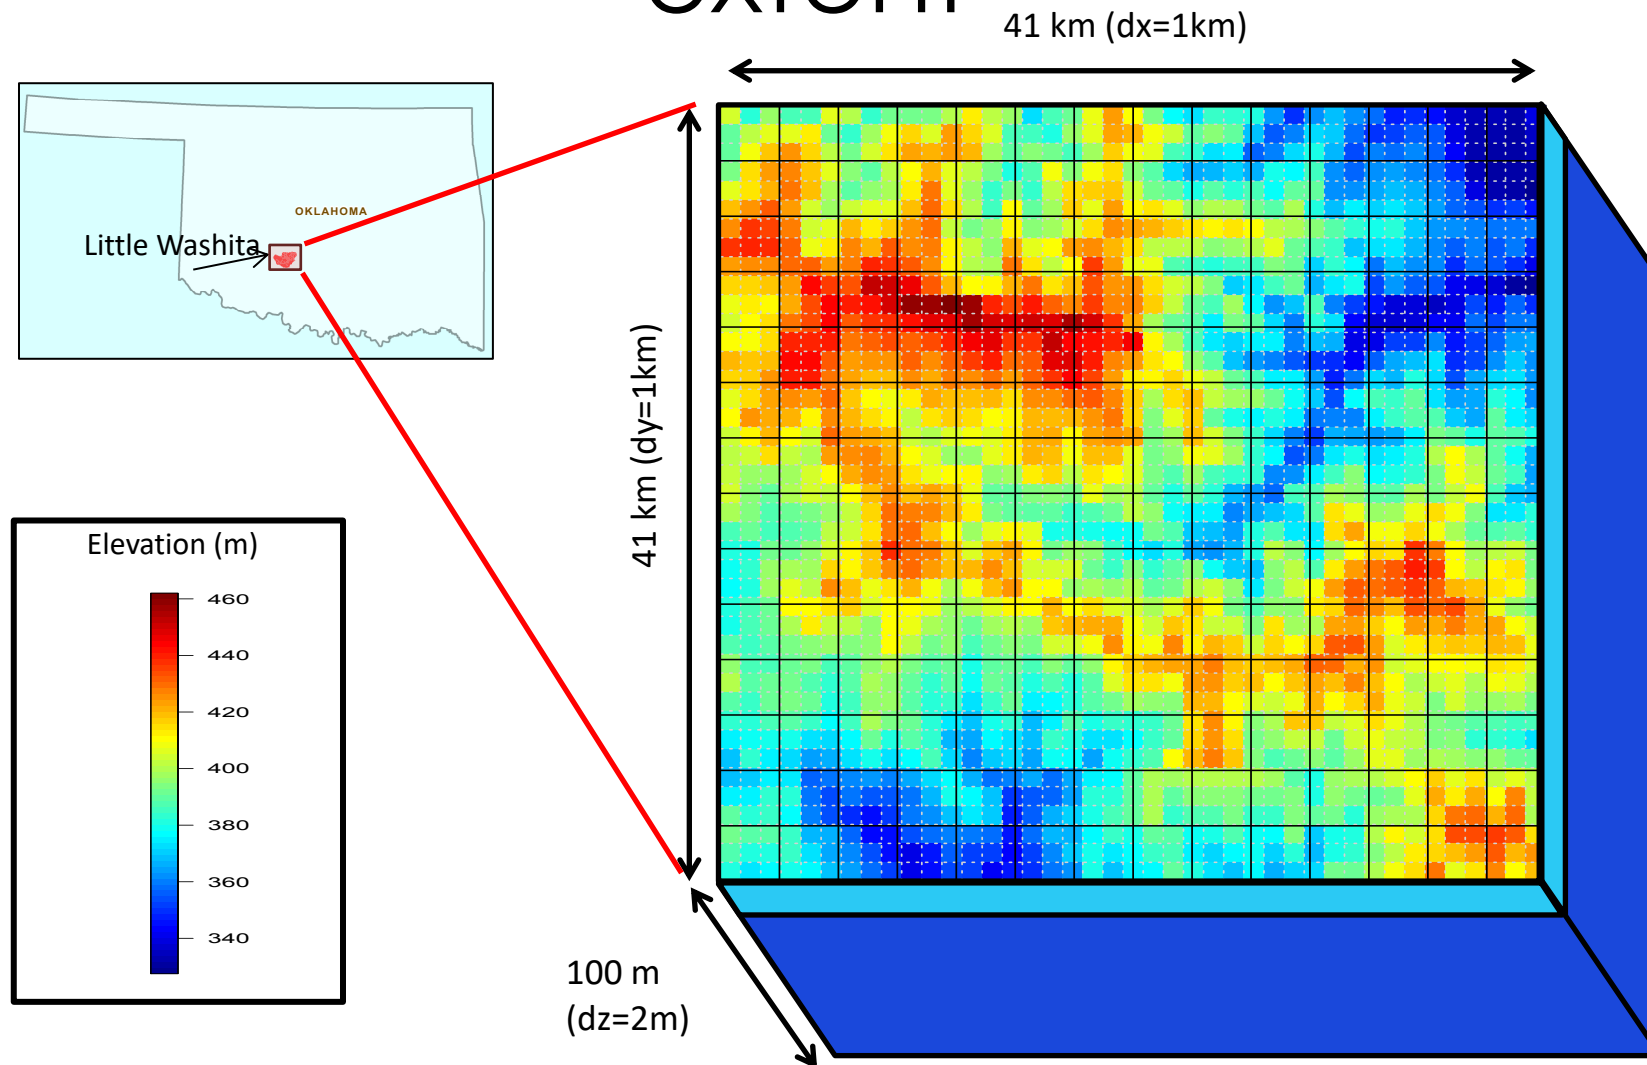 41 km (dx=1km)
OKLAHOMA
Little Washita
41 km (dy=1km)
Elevation (m)
460
440
420
400
380
360
340
100 m
(dz=2m)